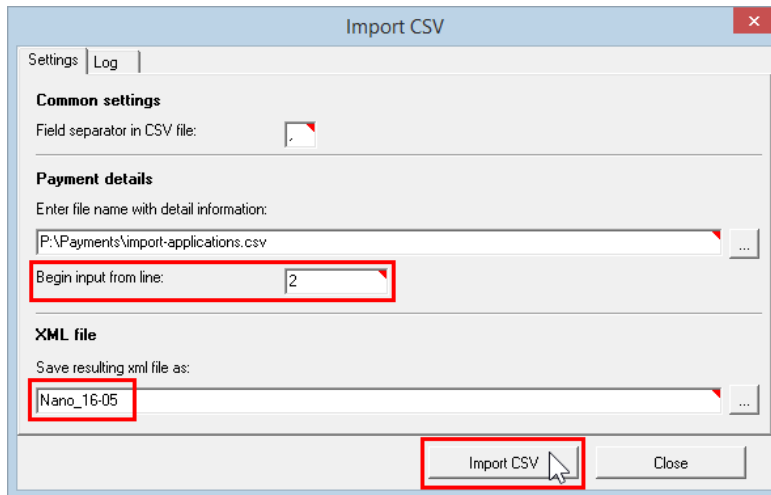 Import CSV
Settings Log
Common settings
Field separator in CSV file: ,
Payment details
Enter file name with detail information:
P:\Payments\import-applications.csv ...
Begin input from line: 2
XML file
Save resulting xml file as:
Nano_16-05 ...
Import CSV Close